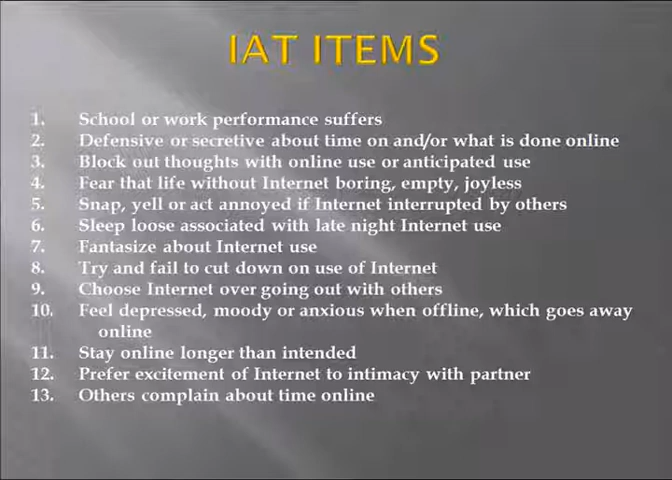 IAT ITEMS
1. School or work performance suffers
2. Defensive or secretive about time on and/or what is done online
3. Block out thoughts with online use or anticipated use
4. Fear that life without Internet boring, empty, joyless
5. Snap, yell or act annoyed if Internet interrupted by others
6. Sleep loose associated with late night Internet use
7. Fantasize about Internet use
8. Try and fail to cut down on use of Internet
9. Choose Internet over going out with others
10. Feel depressed, moody or anxious when offline, which goes away
online
11. Stay online longer than intended
12. Prefer excitement of Internet to intimacy with partner
13. Others complain about time online